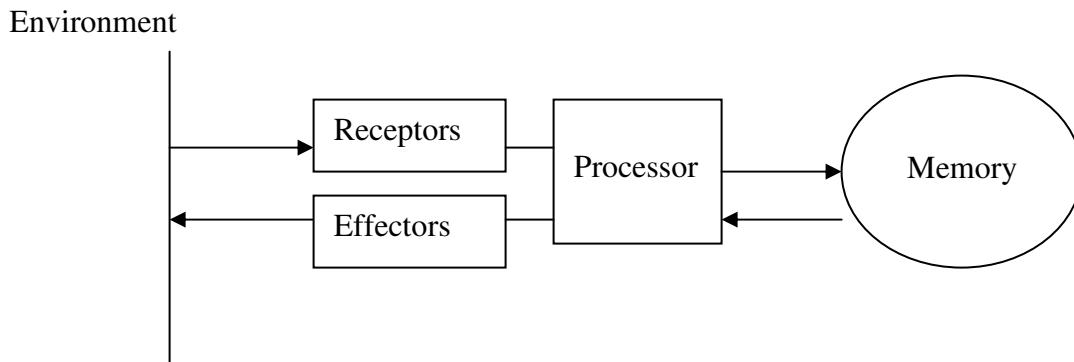 Environment
Receptors
Processor
Memory
Effectors